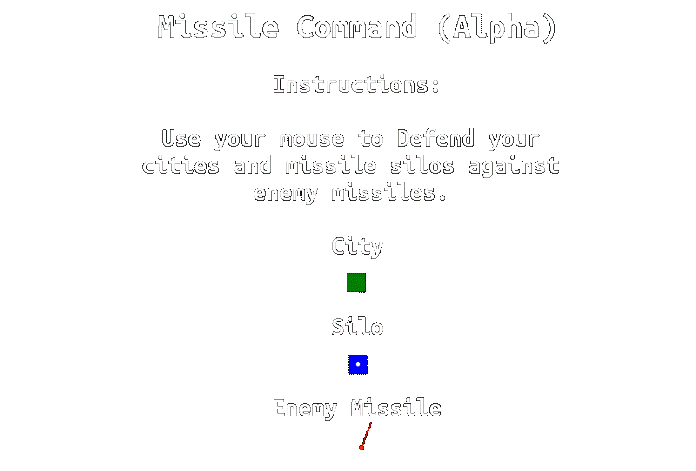 Missile Command (Alpha)
Instructions:
Use your mouse to Defend your
cities and missile silos against
enemy missiles.
City
Silo
Enemy Missile